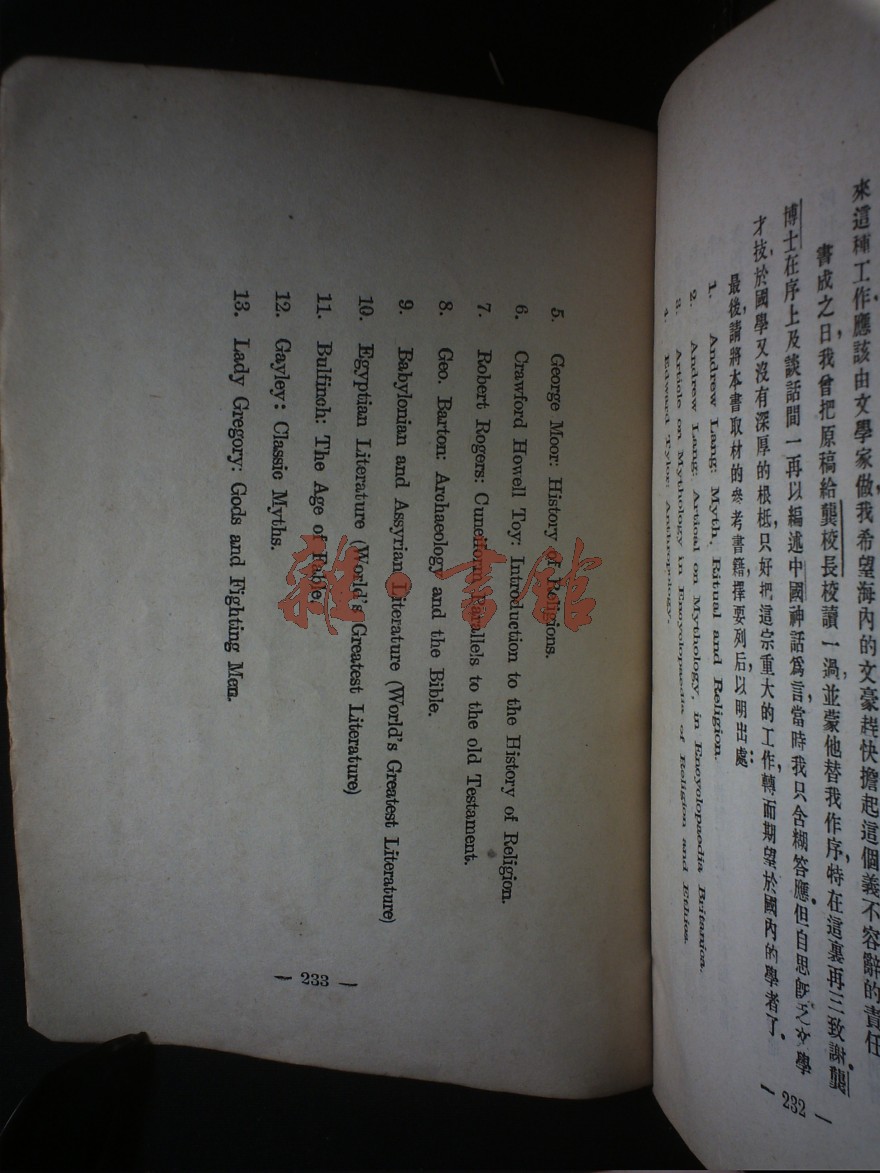 來這種工作，應該由文學家做，我希望海內的文豪趕快擔起這個義不容辭的責任
書成之日，我曾把原稿給龔校長校讀一過，並蒙他替我作序，特在這裏再三致謝。龔
博士在序上及談話間一再以編述中國神話爲言，當時我只含糊答應，但自思既乏文學
才技，於國學又沒有深厚的根柢，只好把這宗重大的工作，轉而期望於國內的學者了。
最後，請將本書取材的參考書籍，擇要列后，以明出處：
1. Andrew Lang: Myth, Ritual and Religion.
2. Andrew Lang: Artical on Mythology, in Encyclopaedia Britanica.
3. Article on Mythology in Encyclopaedia of Religion and Ethics.
4. Edward Tylor: Anthropology.
— 232 —
5. George Moor: History of Religions.
6. Crawford Howell Toy: Introduction to the History of Religion.
7. Robert Rogers: Cuneiform Parallels to the old Testament.
8. Geo. Barton: Archaeology and the Bible.
9. Babylonian and Assyrian Literature (World's Greatest Literature)
10. Egyptian Literature (World's Greatest Literature)
11. Bulfinch: The Age of Fable.
12. Gayley: Classic Myths.
13. Lady Gregory: Gods and Fighting Men.
— 233 —
雜·書館